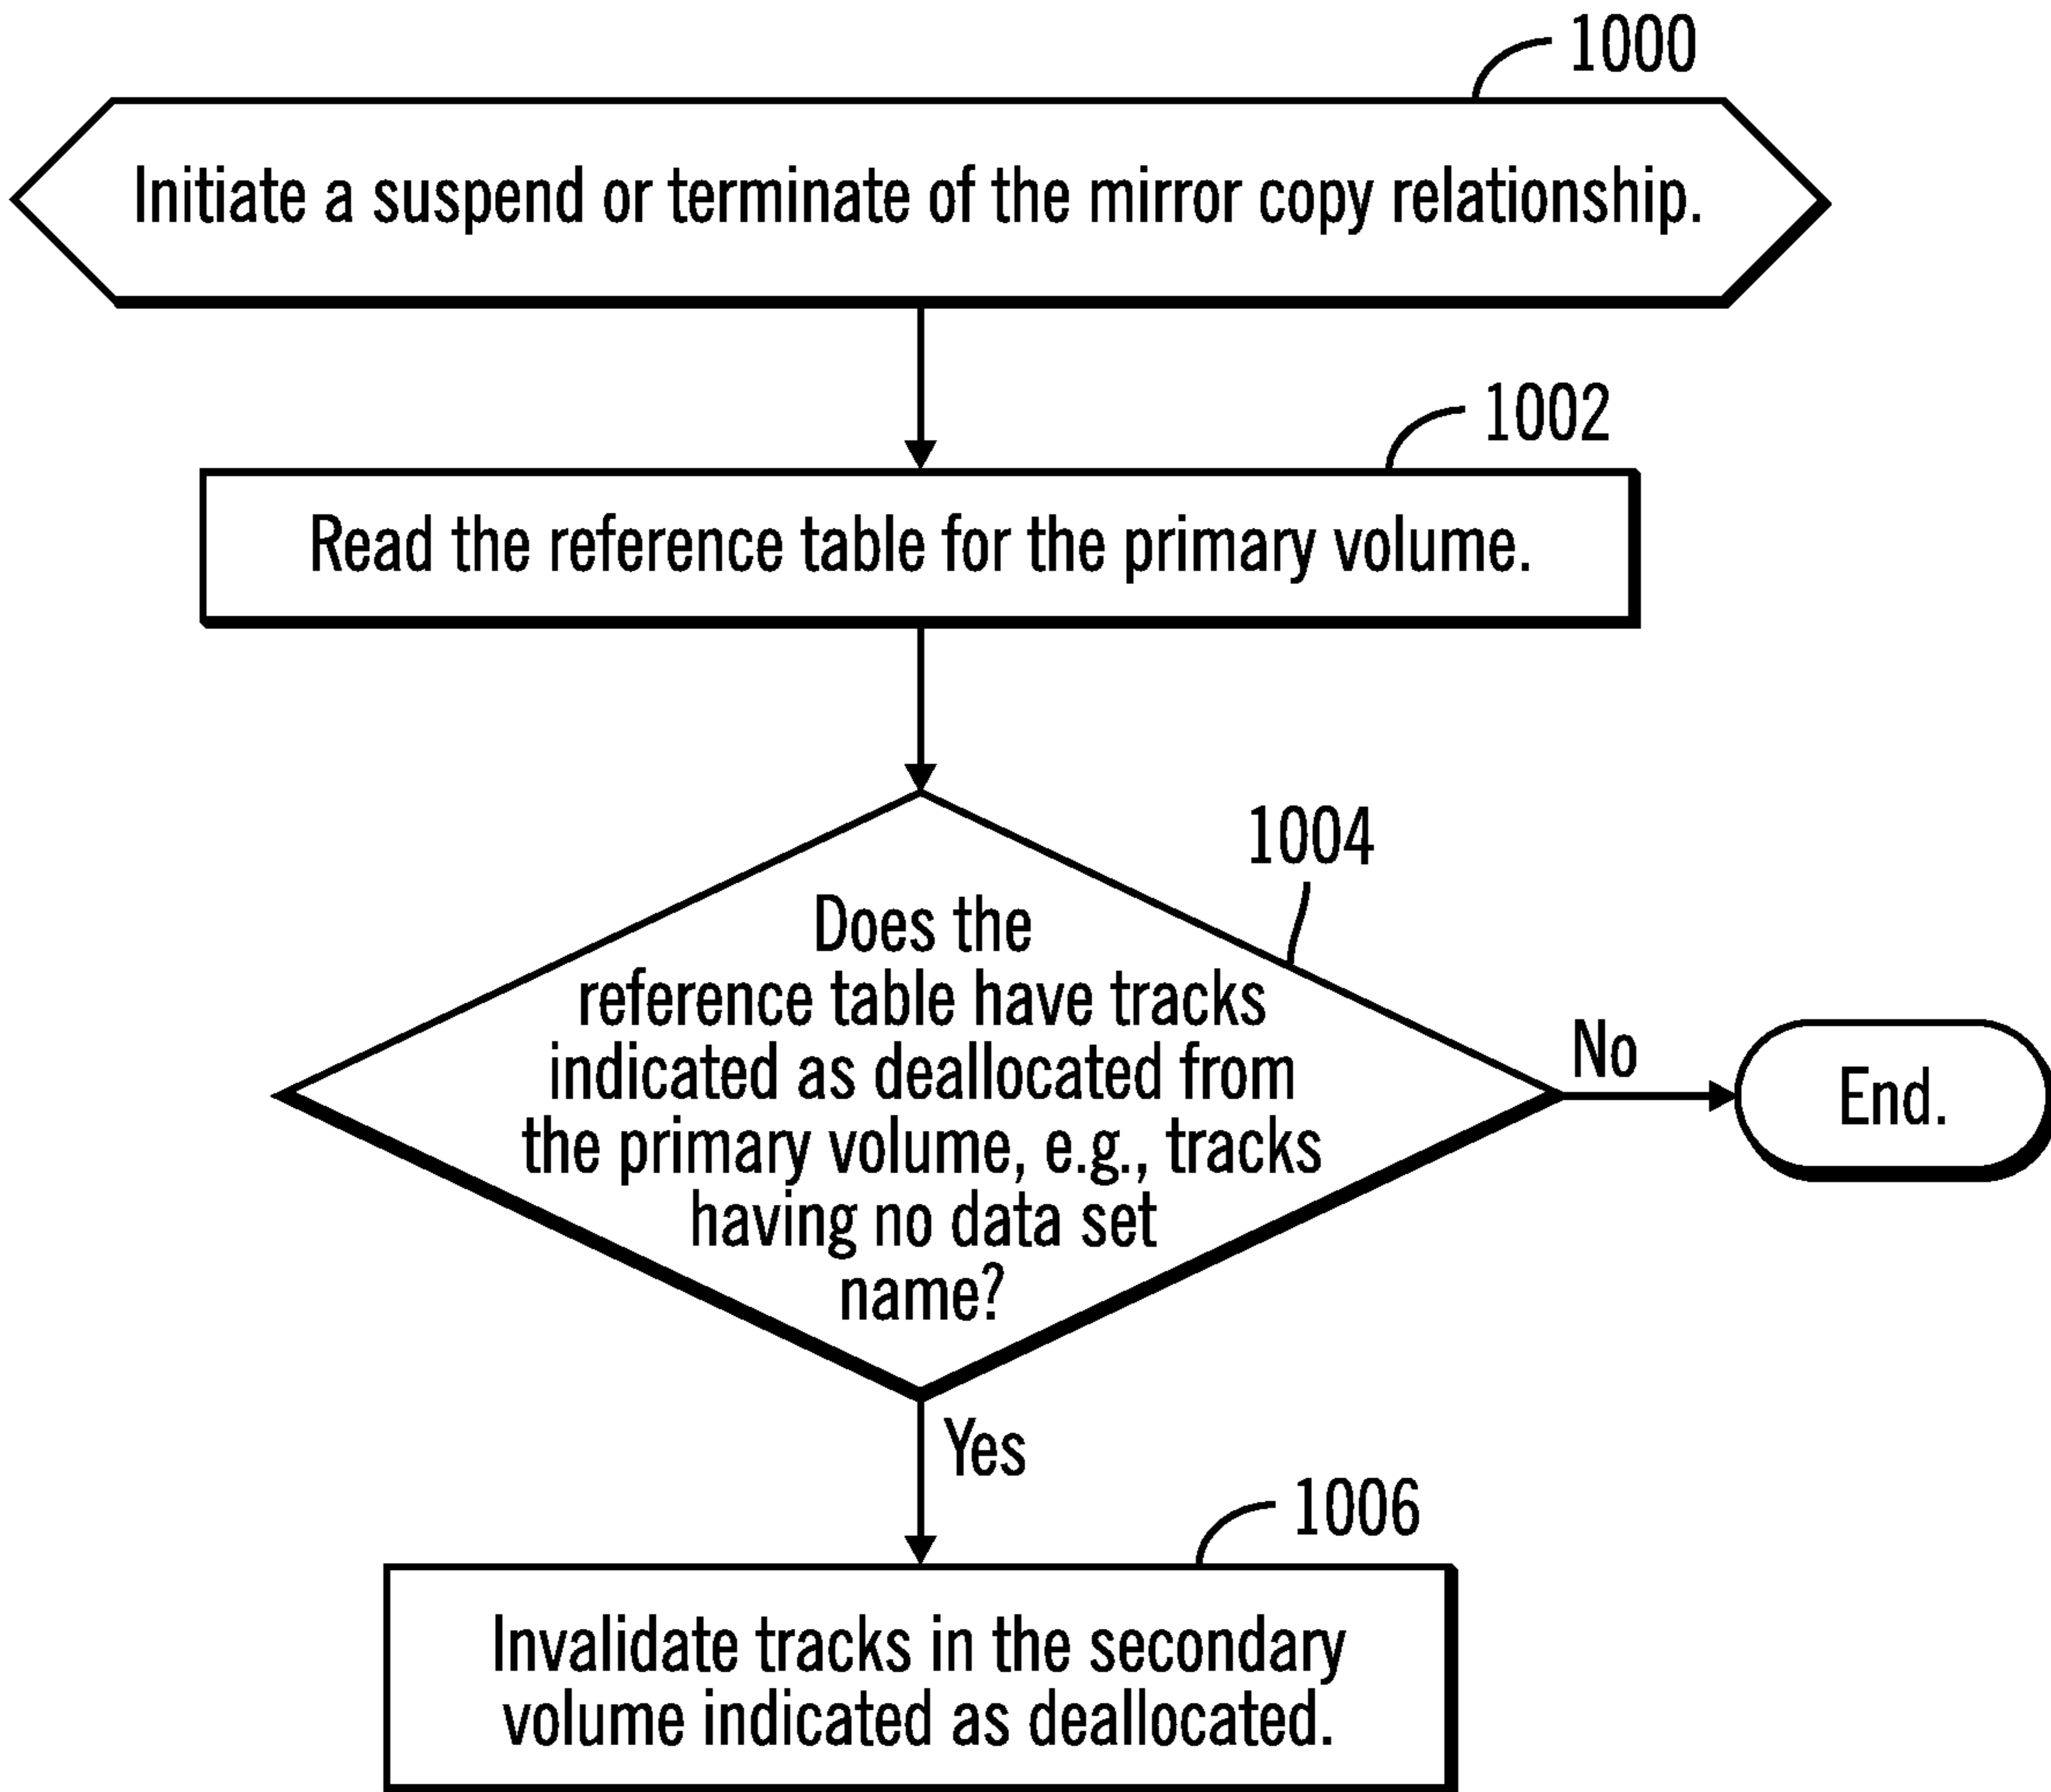 1000
Initiate a suspend or terminate of the mirror copy relationship.
1002
Read the reference table for the primary volume.
1004
Does the
reference table have tracks
indicated as deallocated from
the primary volume, e.g., tracks
having no data set
name?
No
End.
Yes
1006
Invalidate tracks in the secondary
volume indicated as deallocated.